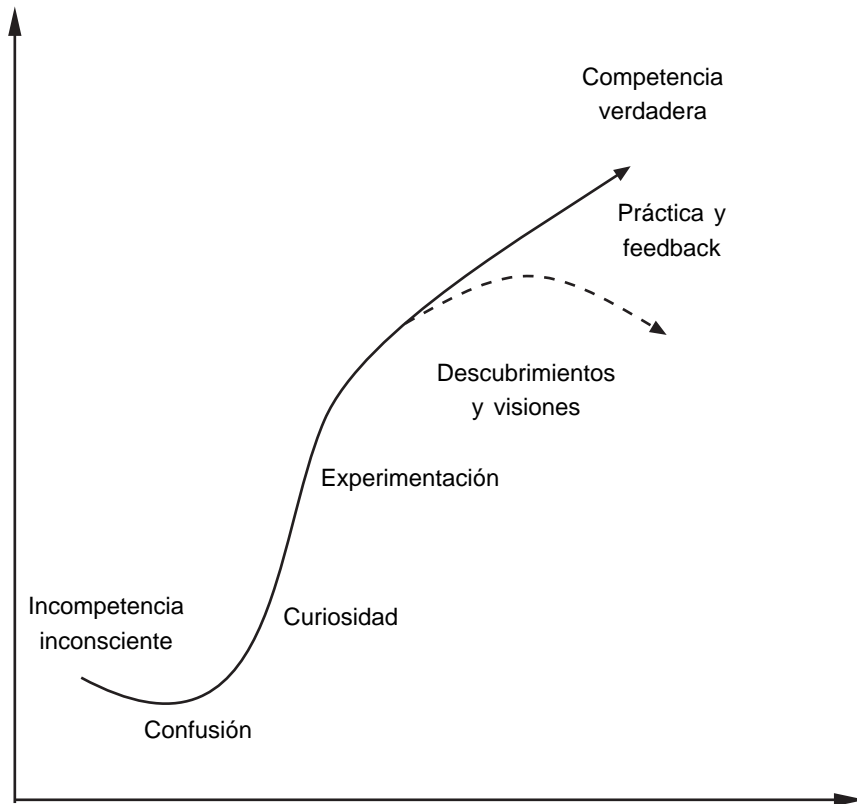 Competencia
verdadera
Práctica y
feedback
Descubrimientos
y visiones
Experimentación
Incompetencia
inconsciente
Curiosidad
Confusión